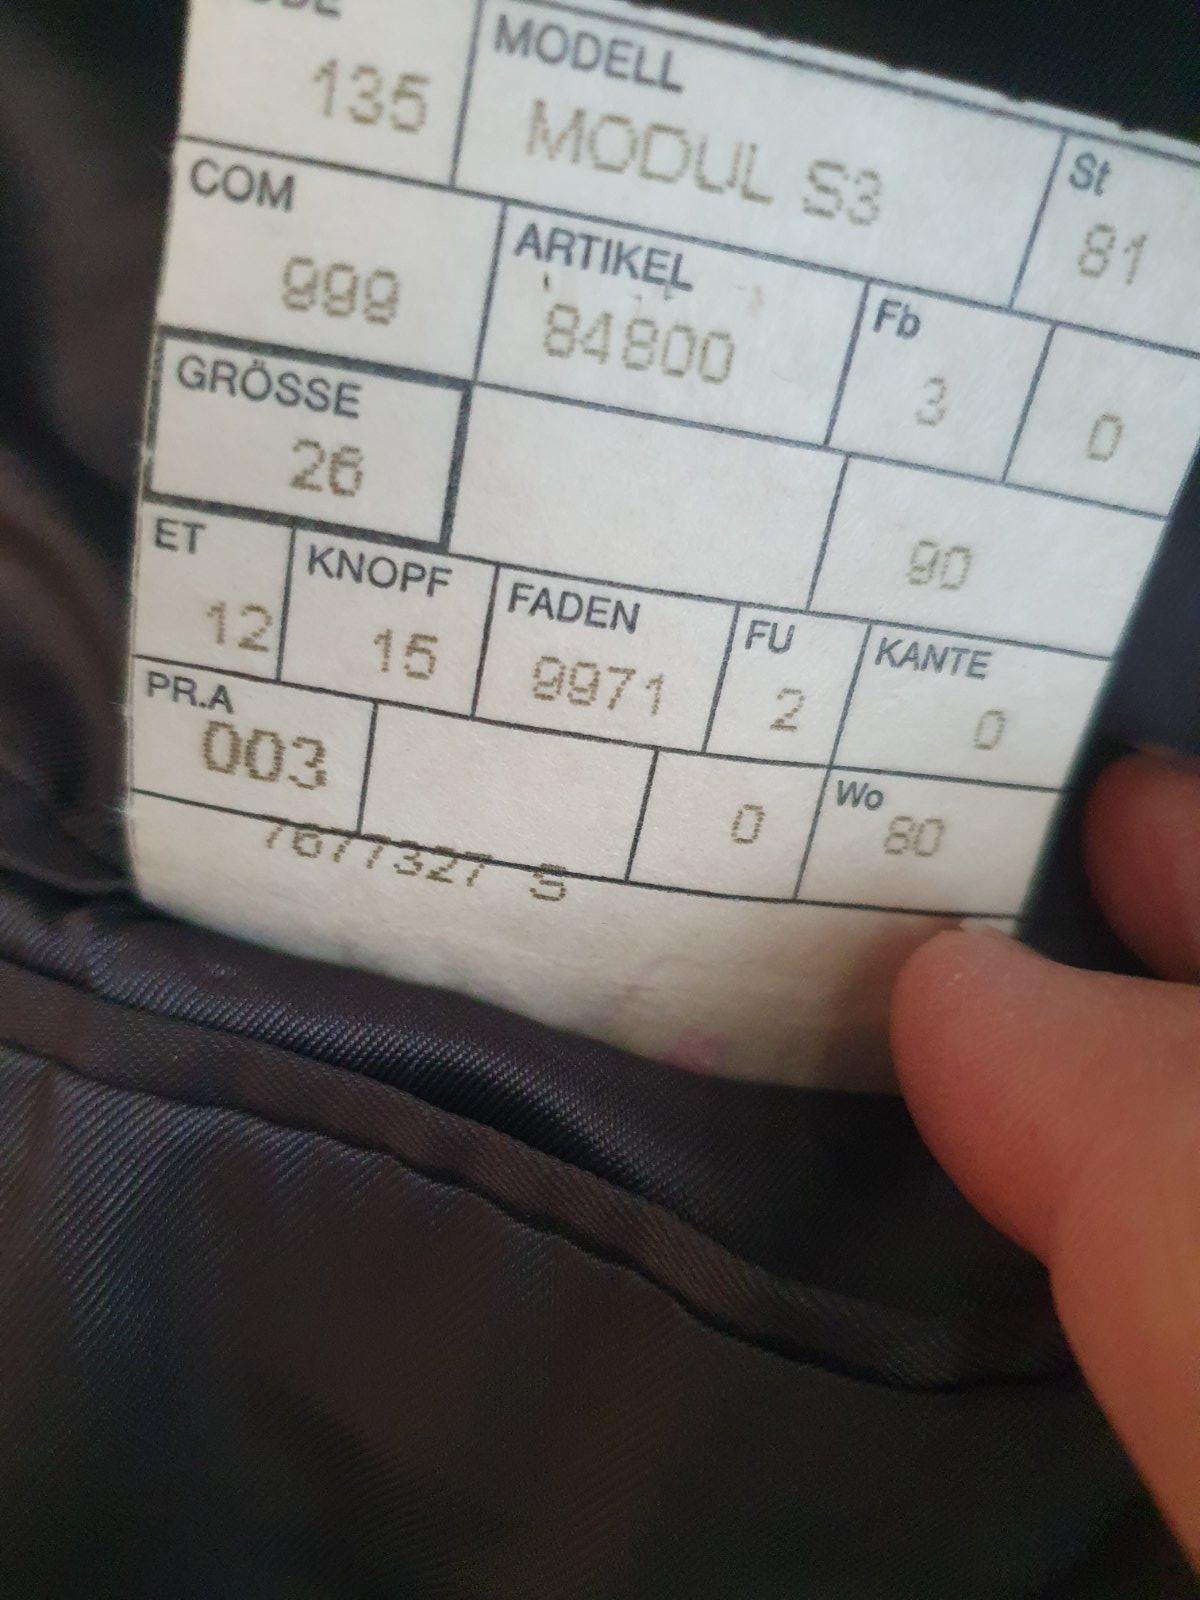 135
MODELL
MODUL S3
St
81
COM
999
ARTIKEL
84800
Fb
3
0
GRÖSSE
26
90
ET
12
KNOPF
15
FADEN
9971
FU
2
KANTE
0
PR.A
003
0
Wo
80
7677327 5